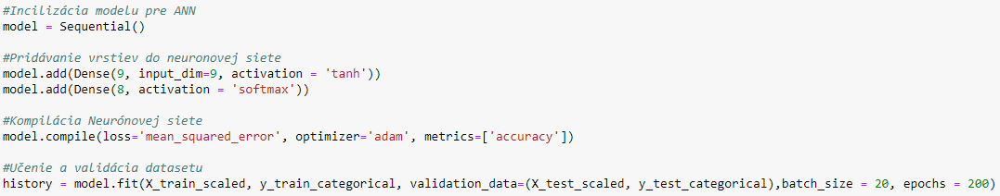 #Incilizácia modelu pre ANN
model = Sequential()
#Pridávanie vrstiev do neuronovej siete
model.add(Dense(9, input_dim=9, activation = 'tanh'))
model.add(Dense(8, activation = 'softmax'))
#Kompilácia Neurónovej siete
model.compile(loss='mean_squared_error', optimizer='adam', metrics=['accuracy'])
#Učenie a validácia datasetu
history = model.fit(X_train_scaled, y_train_categorical, validation_data=(X_test_scaled, y_test_categorical),batch_size = 20, epochs = 200)